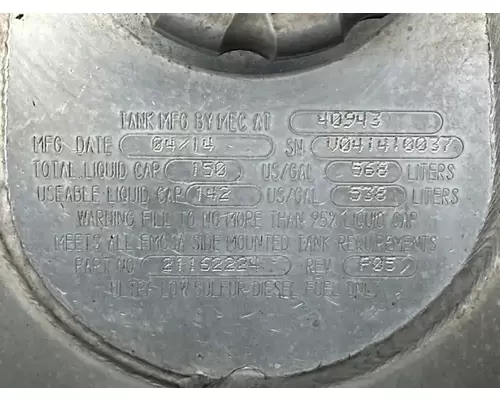 TANK MFG BY MEC AT 40943
MFG DATE 04/14 SN V041410037
TOTAL LIQUID CAP 150 US/GAL 568 LITERS
USEABLE LIQUID CAP 142 US/GAL 538 LITERS
WARNING FILL TO NO MORE THAN 95% LIQUID CAP
MEETS ALL FMCSA SIDE MOUNTED TANK REQUIREMENTS
PART NO 21162224 REV P05
ULTRA LOW SULFUR DIESEL FUEL ONLY